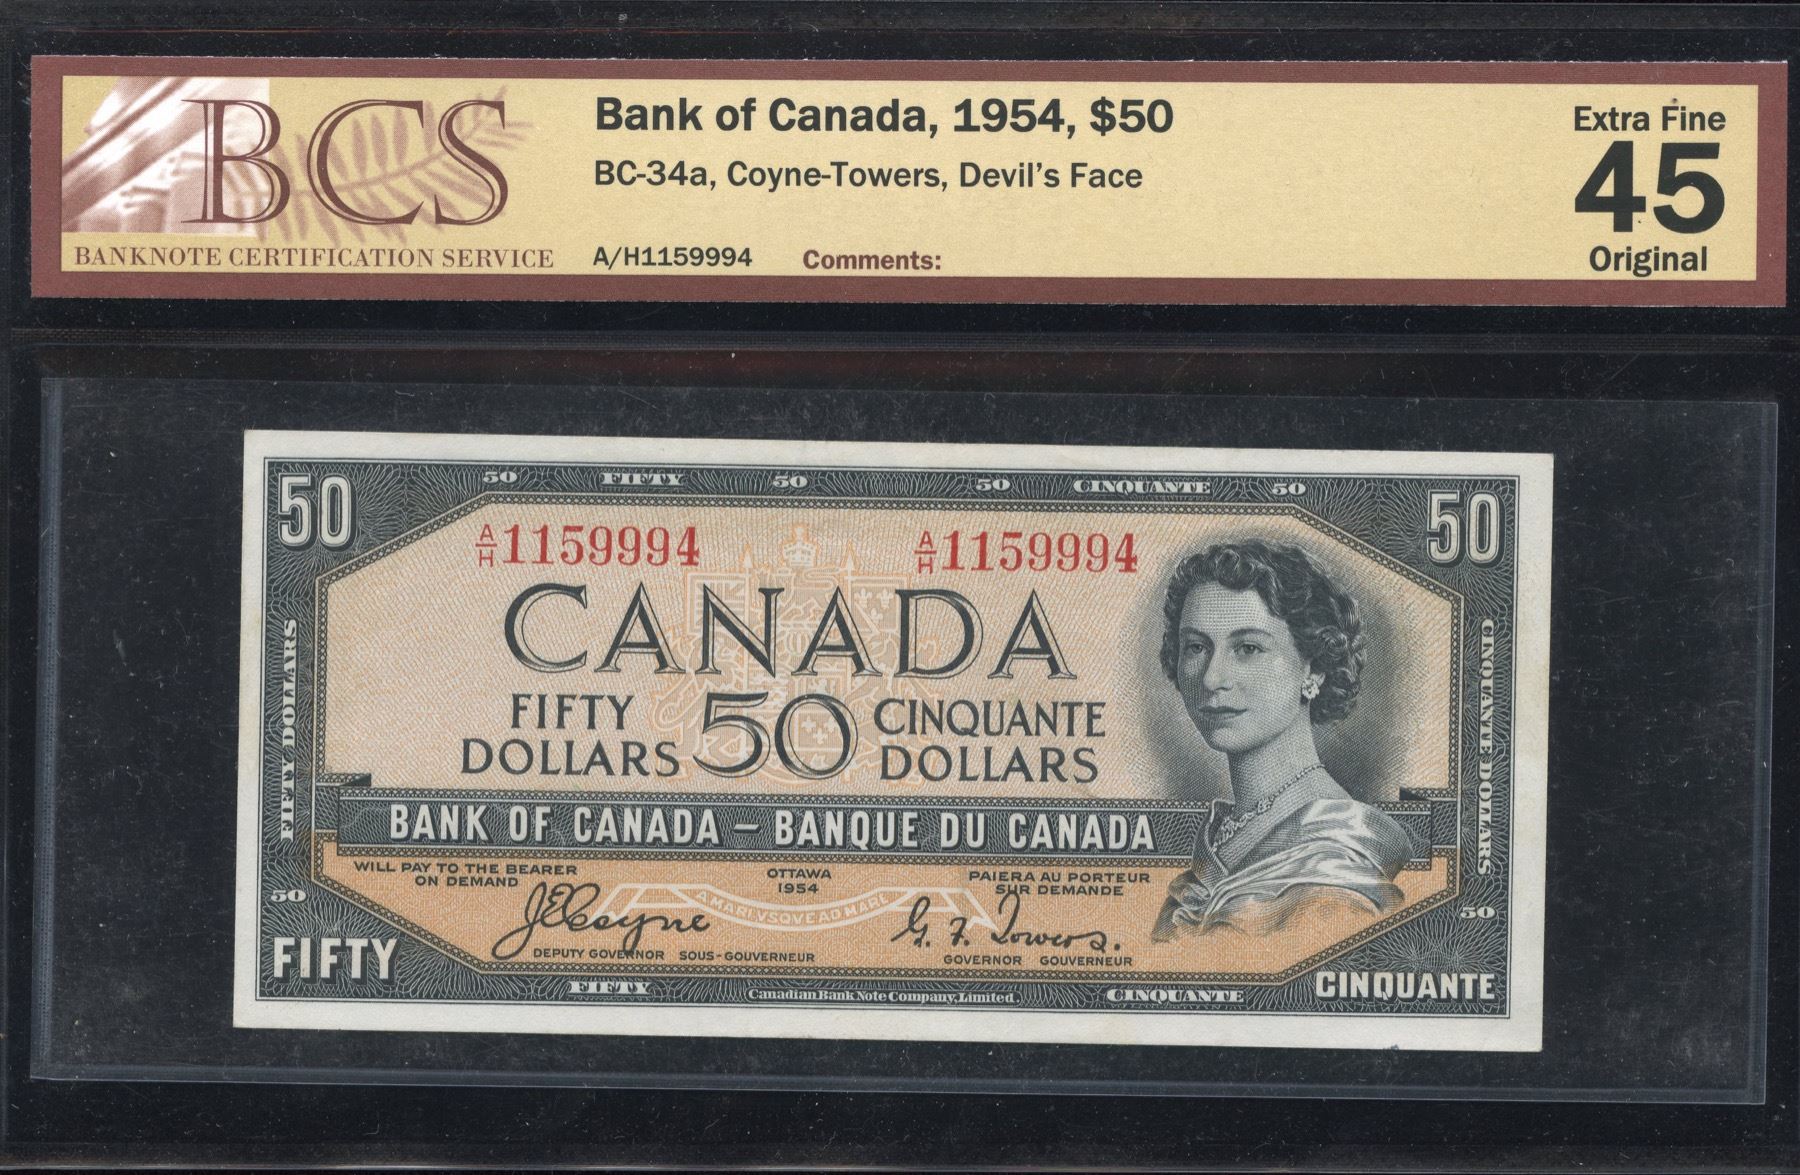 BCS
BANKNOTE CERTIFICATION SERVICE
Bank of Canada, 1954, $50
BC-34a, Coyne-Towers, Devil's Face
A/H1159994 Comments:
Extra Fine
45
Original
50 50 FIFTY 50 50 CINQUANTE 50 50
A/H 1159994 A/H 1159994
CANADA
FIFTY DOLLARS
50
CINQUANTE DOLLARS
FIFTY DOLLARS
CINQUANTE DOLLARS
BANK OF CANADA – BANQUE DU CANADA
WILL PAY TO THE BEARER
ON DEMAND
OTTAWA
1954
PAIERA AU PORTEUR
SUR DEMANDE
A MARI VSQVE AD MARE
J E Coyne
G. F. Towers.
DEPUTY GOVERNOR SOUS-GOUVERNEUR
GOVERNOR GOUVERNEUR
50 50
FIFTY FIFTY Canadian Bank Note Company, Limited. CINQUANTE CINQUANTE